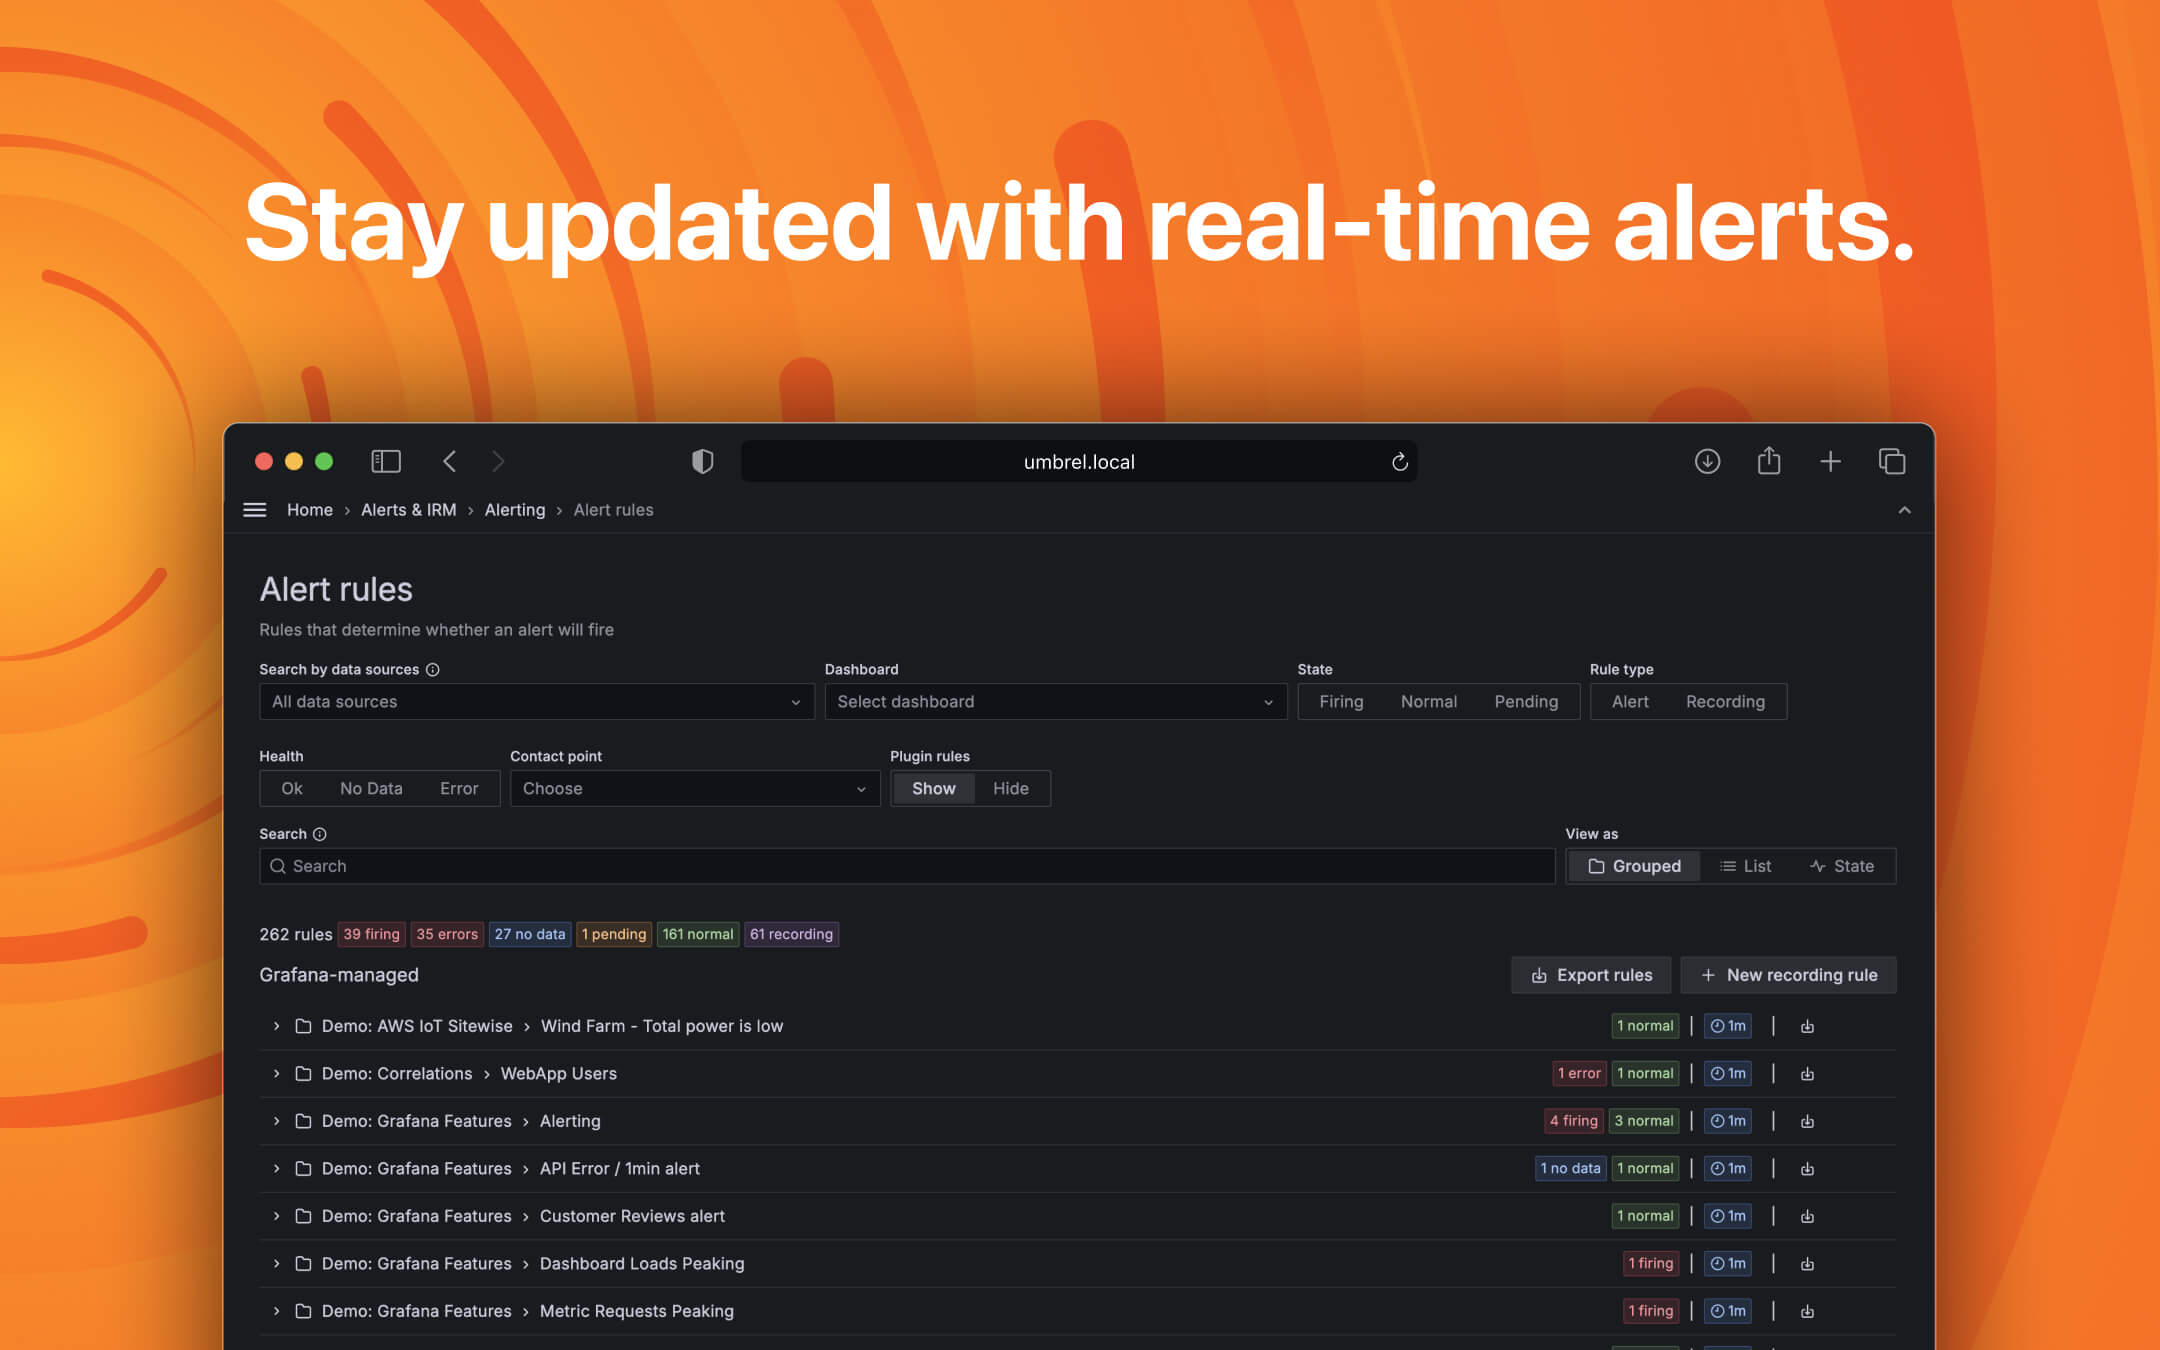 Stay updated with real-time alerts.
umbrel.local
Home › Alerts & IRM › Alerting › Alert rules
Alert rules
Rules that determine whether an alert will fire
Search by data sources Dashboard State Rule type
All data sources Select dashboard Firing Normal Pending Alert Recording
Health Contact point Plugin rules
Ok No Data Error Choose Show Hide
Search View as
Search Grouped List State
262 rules 39 firing 35 errors 27 no data 1 pending 161 normal 61 recording
Grafana-managed Export rules + New recording rule
Demo: AWS IoT Sitewise › Wind Farm - Total power is low 1 normal | 1m |
Demo: Correlations › WebApp Users 1 error 1 normal | 1m |
Demo: Grafana Features › Alerting 4 firing 3 normal | 1m |
Demo: Grafana Features › API Error / 1min alert 1 no data 1 normal | 1m |
Demo: Grafana Features › Customer Reviews alert 1 normal | 1m |
Demo: Grafana Features › Dashboard Loads Peaking 1 firing | 1m |
Demo: Grafana Features › Metric Requests Peaking 1 firing | 1m |